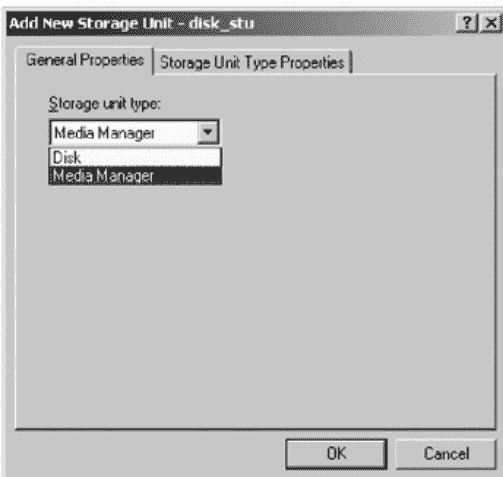 Add New Storage Unit - disk_stu
General Properties
Storage Unit Type Properties
Storage unit type:
Media Manager
Disk
Media Manager
OK
Cancel